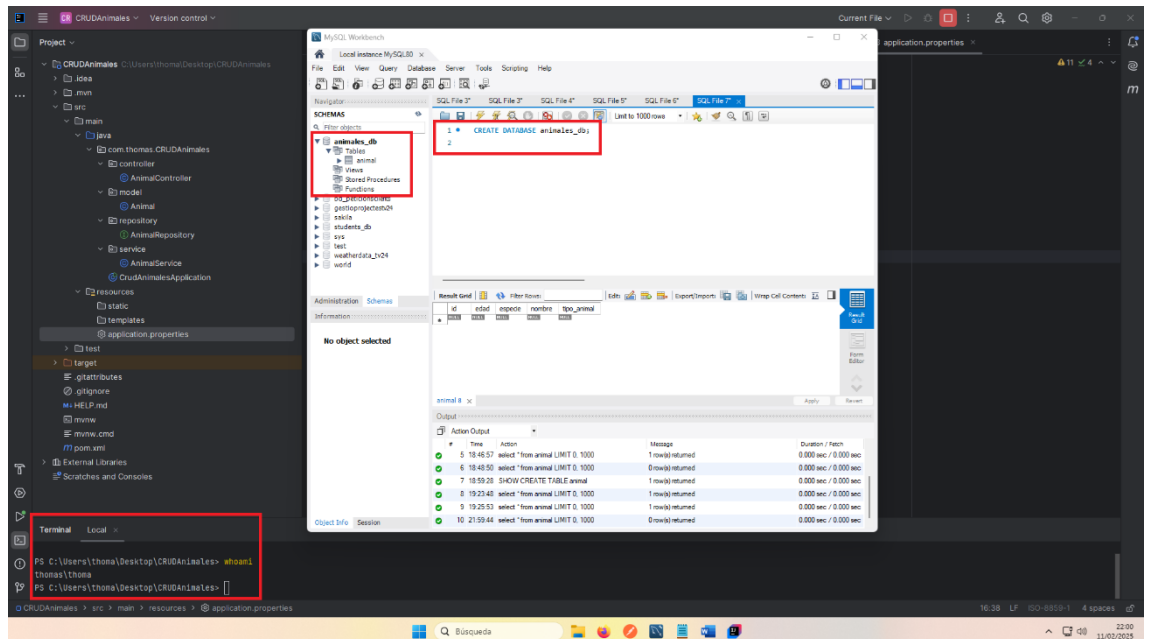 CR CRUDAnimales Version control Current File
Project application.properties
CRUDAnimales C:\Users\thoma\Desktop\CRUDAnimales
.idea
.mvn
src
main
java
com.thomas.CRUDAnimales
controller
AnimalController
model
Animal
repository
AnimalRepository
service
AnimalService
CrudAnimalesApplication
resources
static
templates
application.properties
test
target
.gitattributes
.gitignore
HELP.md
mvnw
mvnw.cmd
pom.xml
External Libraries
Scratches and Consoles
11 4
MySQL Workbench
Local instance MySQL80
File Edit View Query Database Server Tools Scripting Help
Navigator
SCHEMAS
Filter objects
animales_db
Tables
animal
Views
Stored Procedures
Functions
gestioprojectestv24
sakila
students_db
sys
test
weatherdata_tv24
world
Administration Schemas
Information
No object selected
Object Info Session
SQL File 3* SQL File 3* SQL File 4* SQL File 5* SQL File 6* SQL File 7*
Limit to 1000 rows
1 CREATE DATABASE animales_db;
2
Result Grid Filter Rows: Edit: Export/Import: Wrap Cell Content:
id edad especie nombre tipo_animal
NULL NULL NULL NULL NULL
Result Grid
Form Editor
animal 8 Apply Revert
Output
Action Output
# Time Action Message Duration / Fetch
5 18:46:57 select * from animal LIMIT 0, 1000 1 row(s) returned 0.000 sec / 0.000 sec
6 18:48:50 select * from animal LIMIT 0, 1000 0 row(s) returned 0.000 sec / 0.000 sec
7 18:59:28 SHOW CREATE TABLE animal 1 row(s) returned 0.000 sec / 0.000 sec
8 19:23:48 select * from animal LIMIT 0, 1000 1 row(s) returned 0.000 sec / 0.000 sec
9 19:25:53 select * from animal LIMIT 0, 1000 1 row(s) returned 0.000 sec / 0.000 sec
10 21:59:44 select * from animal LIMIT 0, 1000 0 row(s) returned 0.000 sec / 0.000 sec
Terminal Local
PS C:\Users\thoma\Desktop\CRUDAnimales> whoami
thomas\thoma
PS C:\Users\thoma\Desktop\CRUDAnimales>
CRUDAnimales > src > main > resources > application.properties 16:38 LF ISO-8859-1 4 spaces
Búsqueda
22:00
11/02/2025